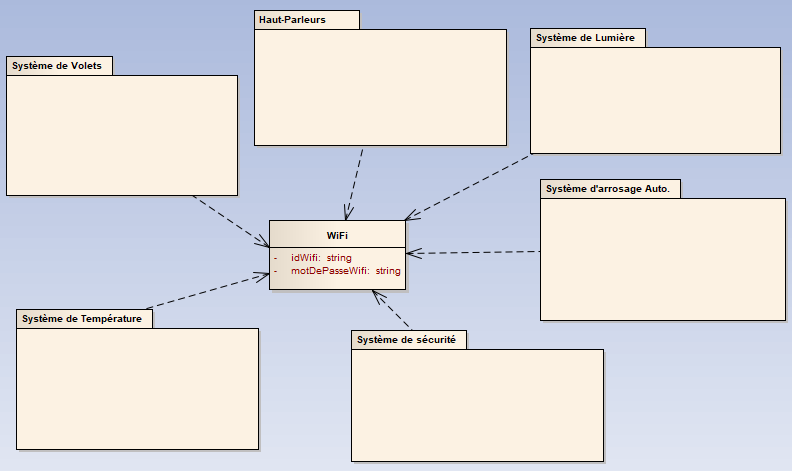 Haut-Parleurs
Système de Lumière
Système de Volets
Système d'arrosage Auto.
WiFi
- idWifi: string
- motDePasseWifi: string
Système de Température
Système de sécurité